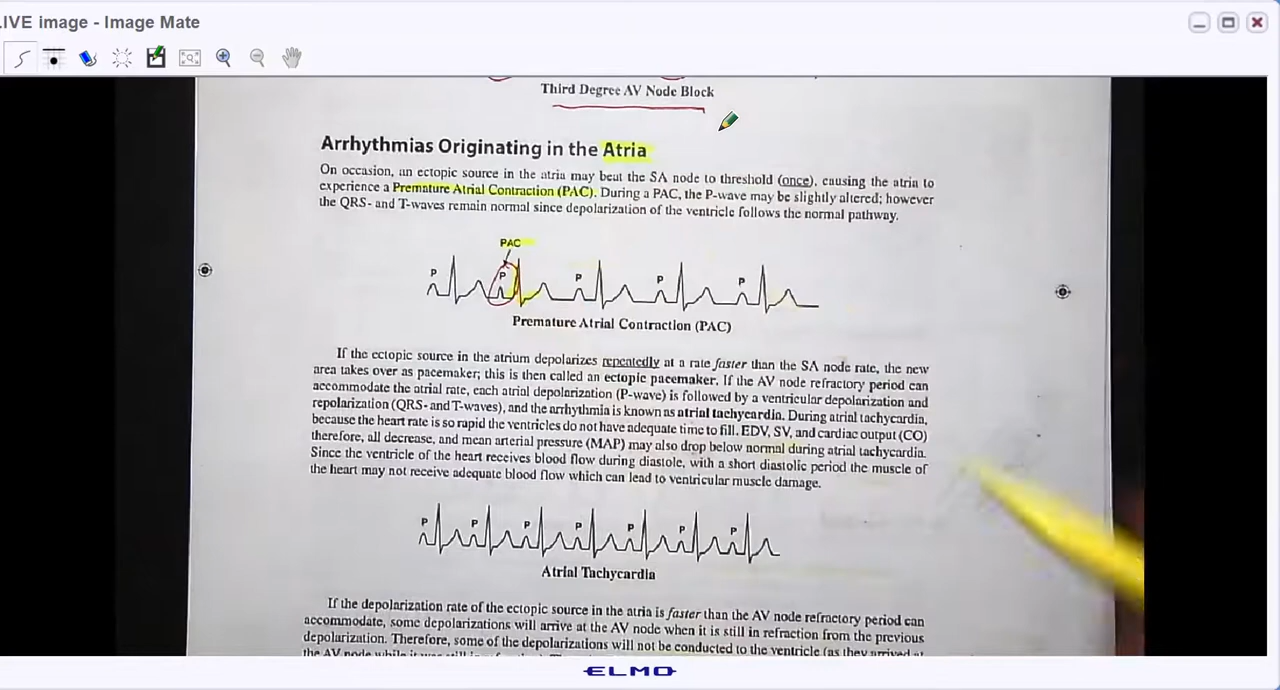 LIVE image - Image Mate
Third Degree AV Node Block
Arrhythmias Originating in the Atria
On occasion, an ectopic source in the atria may beat the SA node to threshold (once), causing the atria to
experience a Premature Atrial Contraction (PAC). During a PAC, the P-wave may be slightly altered; however
the QRS- and T-waves remain normal since depolarization of the ventricle follows the normal pathway.
PAC
P P P P P
Premature Atrial Contraction (PAC)
If the ectopic source in the atrium depolarizes repeatedly at a rate faster than the SA node rate, the new
area takes over as pacemaker; this is then called an ectopic pacemaker. If the AV node refractory period can
accommodate the atrial rate, each atrial depolarization (P-wave) is followed by a ventricular depolarization and
repolarization (QRS- and T-waves), and the arrhythmia is known as atrial tachycardia. During atrial tachycardia,
because the heart rate is so rapid the ventricles do not have adequate time to fill. EDV, SV, and cardiac output (CO)
therefore, all decrease, and mean arterial pressure (MAP) may also drop below normal during atrial tachycardia.
Since the ventricle of the heart receives blood flow during diastole, with a short diastolic period the muscle of
the heart may not receive adequate blood flow which can lead to ventricular muscle damage.
P P P P P P P
Atrial Tachycardia
If the depolarization rate of the ectopic source in the atria is faster than the AV node refractory period can
accommodate, some depolarizations will arrive at the AV node when it is still in refraction from the previous
depolarization. Therefore, some of the depolarizations will not be conducted to the ventricle (as they arrived at
the AV node while it was still in
ELMO